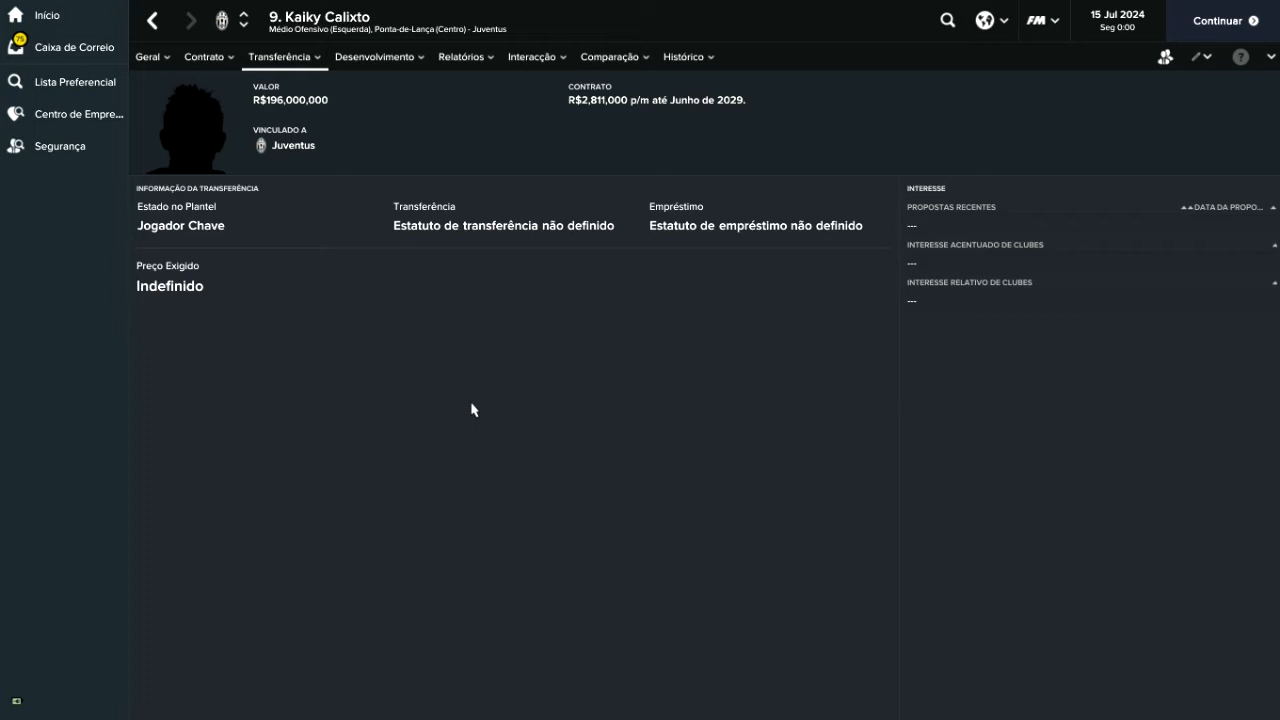 Início
75
Caixa de Correio
Lista Preferencial
Centro de Empre...
Segurança
9. Kaiky Calixto
Médio Ofensivo (Esquerda), Ponta-de-Lança (Centro) - Juventus
FM
15 Jul 2024
Seg 0:00
Continuar
Geral
Contrato
Transferência
Desenvolvimento
Relatórios
Interacção
Comparação
Histórico
?
VALOR
R$196,000,000
CONTRATO
R$2,811,000 p/m até Junho de 2029.
VINCULADO A
Juventus
INFORMAÇÃO DA TRANSFERÊNCIA
Estado no Plantel
Jogador Chave
Transferência
Estatuto de transferência não definido
Empréstimo
Estatuto de empréstimo não definido
Preço Exigido
Indefinido
INTERESSE
PROPOSTAS RECENTES
DATA DA PROPO...
---
INTERESSE ACENTUADO DE CLUBES
---
INTERESSE RELATIVO DE CLUBES
---